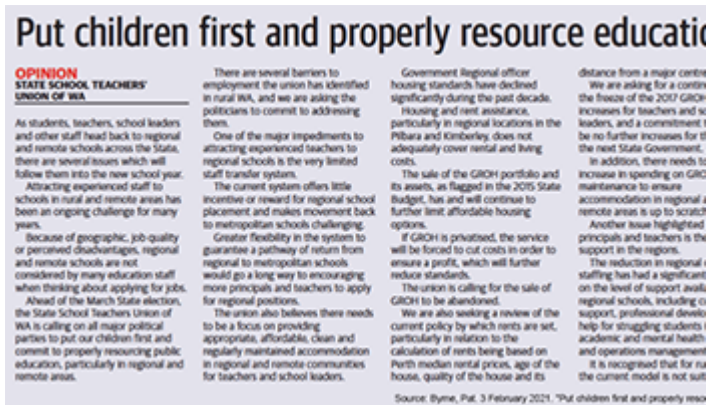 Put children first and properly resource educatio
OPINION
STATE SCHOOL TEACHERS'
UNION OF WA
As students, teachers, school leaders
and other staff head back to regional
and remote schools across the State,
there are several issues which will
follow them into the new school year.
Attracting experienced staff to
schools in rural and remote areas has
been an ongoing challenge for many
years.
Because of geographic, job quality
or perceived disadvantages, regional
and remote schools are not
considered by many education staff
when thinking about applying for jobs.
Ahead of the March State election,
the State School Teachers Union of
WA is calling on all major political
parties to put our children first and
commit to properly resourcing public
education, particularly in regional and
remote areas.
There are several barriers to
employment the union has identified
in rural WA, and we are asking the
politicians to commit to addressing
them.
One of the major impediments to
attracting experienced teachers to
regional schools is the very limited
staff transfer system.
The current system offers little
incentive or reward for regional school
placement and makes movement back
to metropolitan schools challenging.
Greater flexibility in the system to
guarantee a pathway of return from
regional to metropolitan schools
would go a long way to encouraging
more principals and teachers to apply
for regional positions.
The union also believes there needs
to be a focus on providing
appropriate, affordable, clean and
regularly maintained accommodation
in regional and remote communities
for teachers and school leaders.
Government Regional officer
housing standards have declined
significantly during the past decade.
Housing and rent assistance,
particularly in regional locations in the
Pilbara and Kimberley, does not
adequately cover rental and living
costs.
The sale of the GROH portfolio and
its assets, as flagged in the 2015 State
Budget, has and will continue to
further limit affordable housing
options.
If GROH is privatised, the service
will be forced to cut costs in order to
ensure a profit, which will further
reduce standards.
The union is calling for the sale of
GROH to be abandoned.
We are also seeking a review of the
current policy by which rents are set,
particularly in relation to the
calculation of rents being based on
Perth median rental prices, age of the
house, quality of the house and its
distance from a major centre
We are asking for a contin
the freeze of the 2017 GROH
increases for teachers and sc
leaders, and a commitment t
be no further increases for th
the next State Government.
In addition, there needs to
increase in spending on GRO
maintenance to ensure
accommodation in regional a
remote areas is up to scratch
Another issue highlighted
principals and teachers is the
support in the regions.
The reduction in regional
staffing has had a significant
on the level of support availa
regional schools, including cu
support, professional develo
help for struggling students
academic and mental health
and operations management
It is recognised that for ru
the current model is not suit
Source: Byrne, Pat. 3 February 2021. "Put children first and properly reso